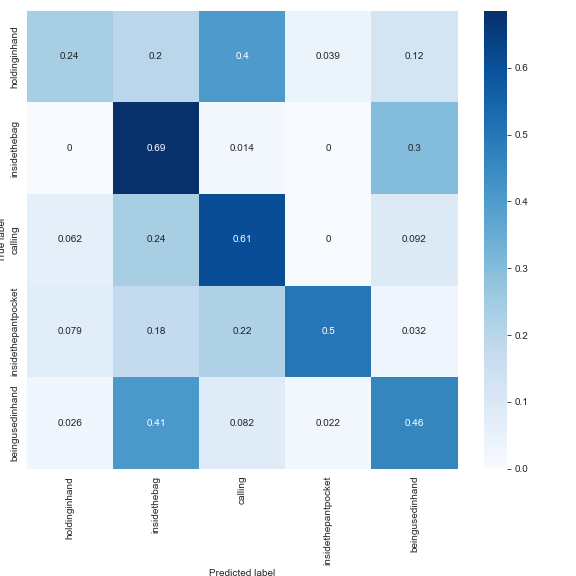 holdinginhand 0.24 0.2 0.4 0.039 0.12
insidethebag 0 0.69 0.014 0 0.3
calling 0.062 0.24 0.61 0 0.092
insidethepantpocket 0.079 0.18 0.22 0.5 0.032
beingusedinhand 0.026 0.41 0.082 0.022 0.46
True label
holdinginhand insidethebag calling insidethepantpocket beingusedinhand
Predicted label
0.6
0.5
0.4
0.3
0.2
0.1
0.0